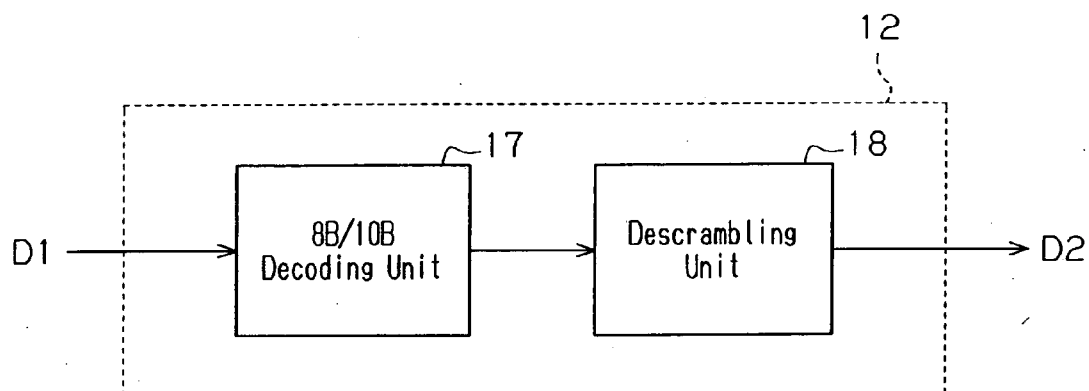 12
17
18
D1
8B/10B
Decoding Unit
Descrambling
Unit
D2